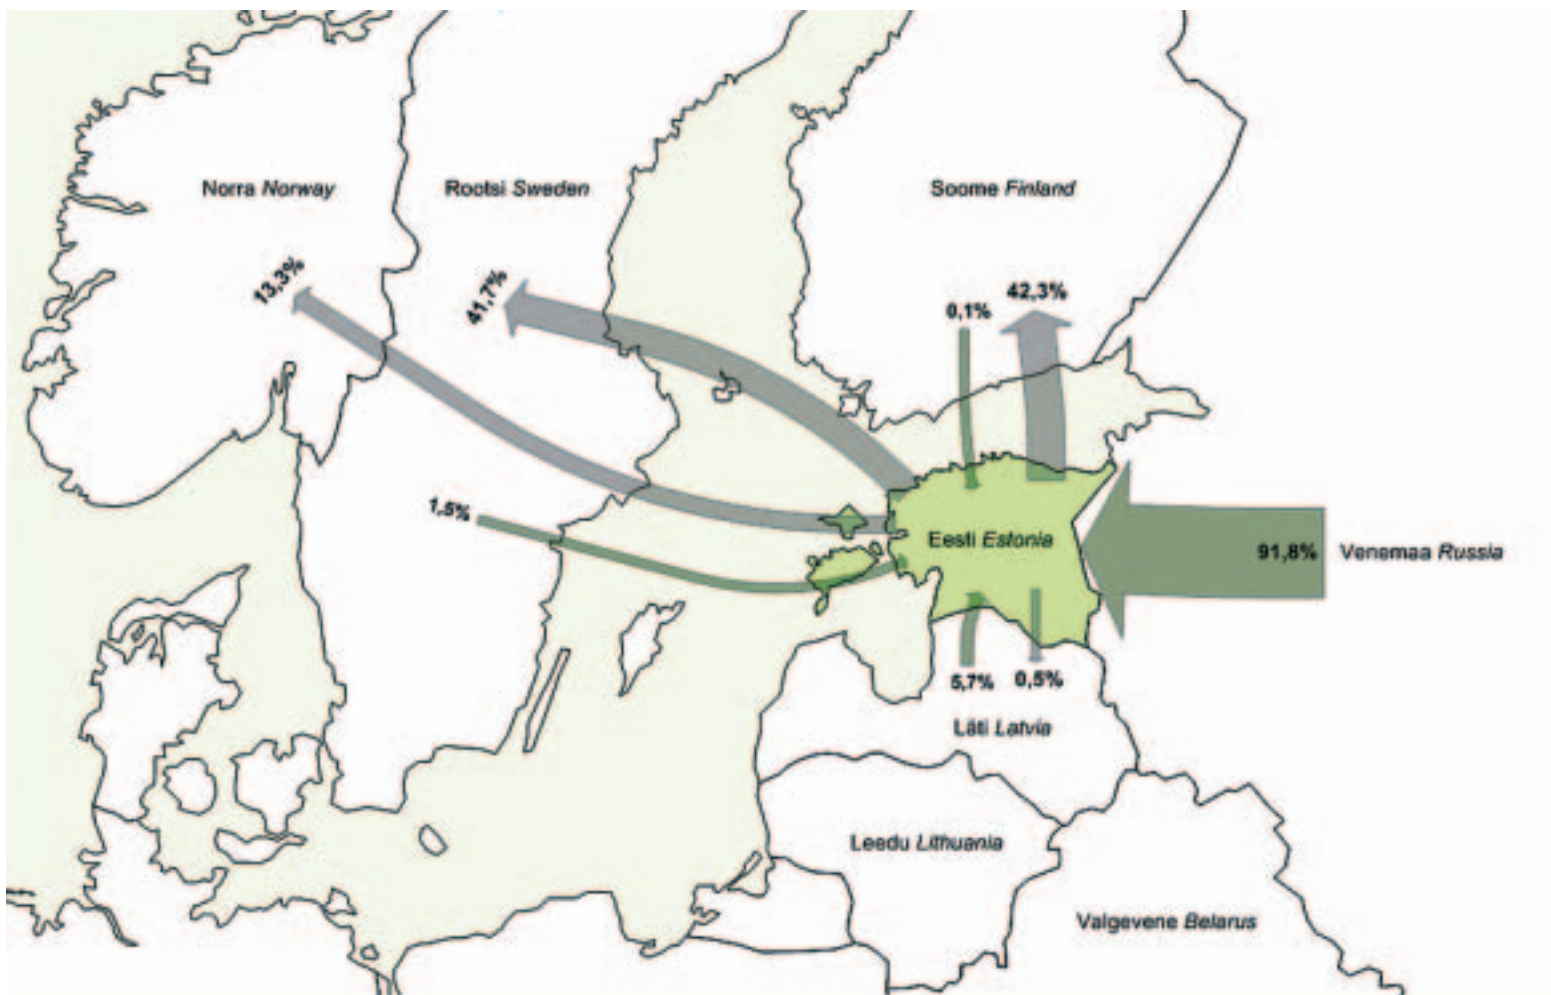 Norra Norway
Rootsi Sweden
Soome Finland
13,3%
41,7%
0,1%
42,3%
1,5%
Eesti Estonia
91,8%
Venemaa Russia
5,7%
0,5%
Läti Latvia
Leedu Lithuania
Valgevene Belarus